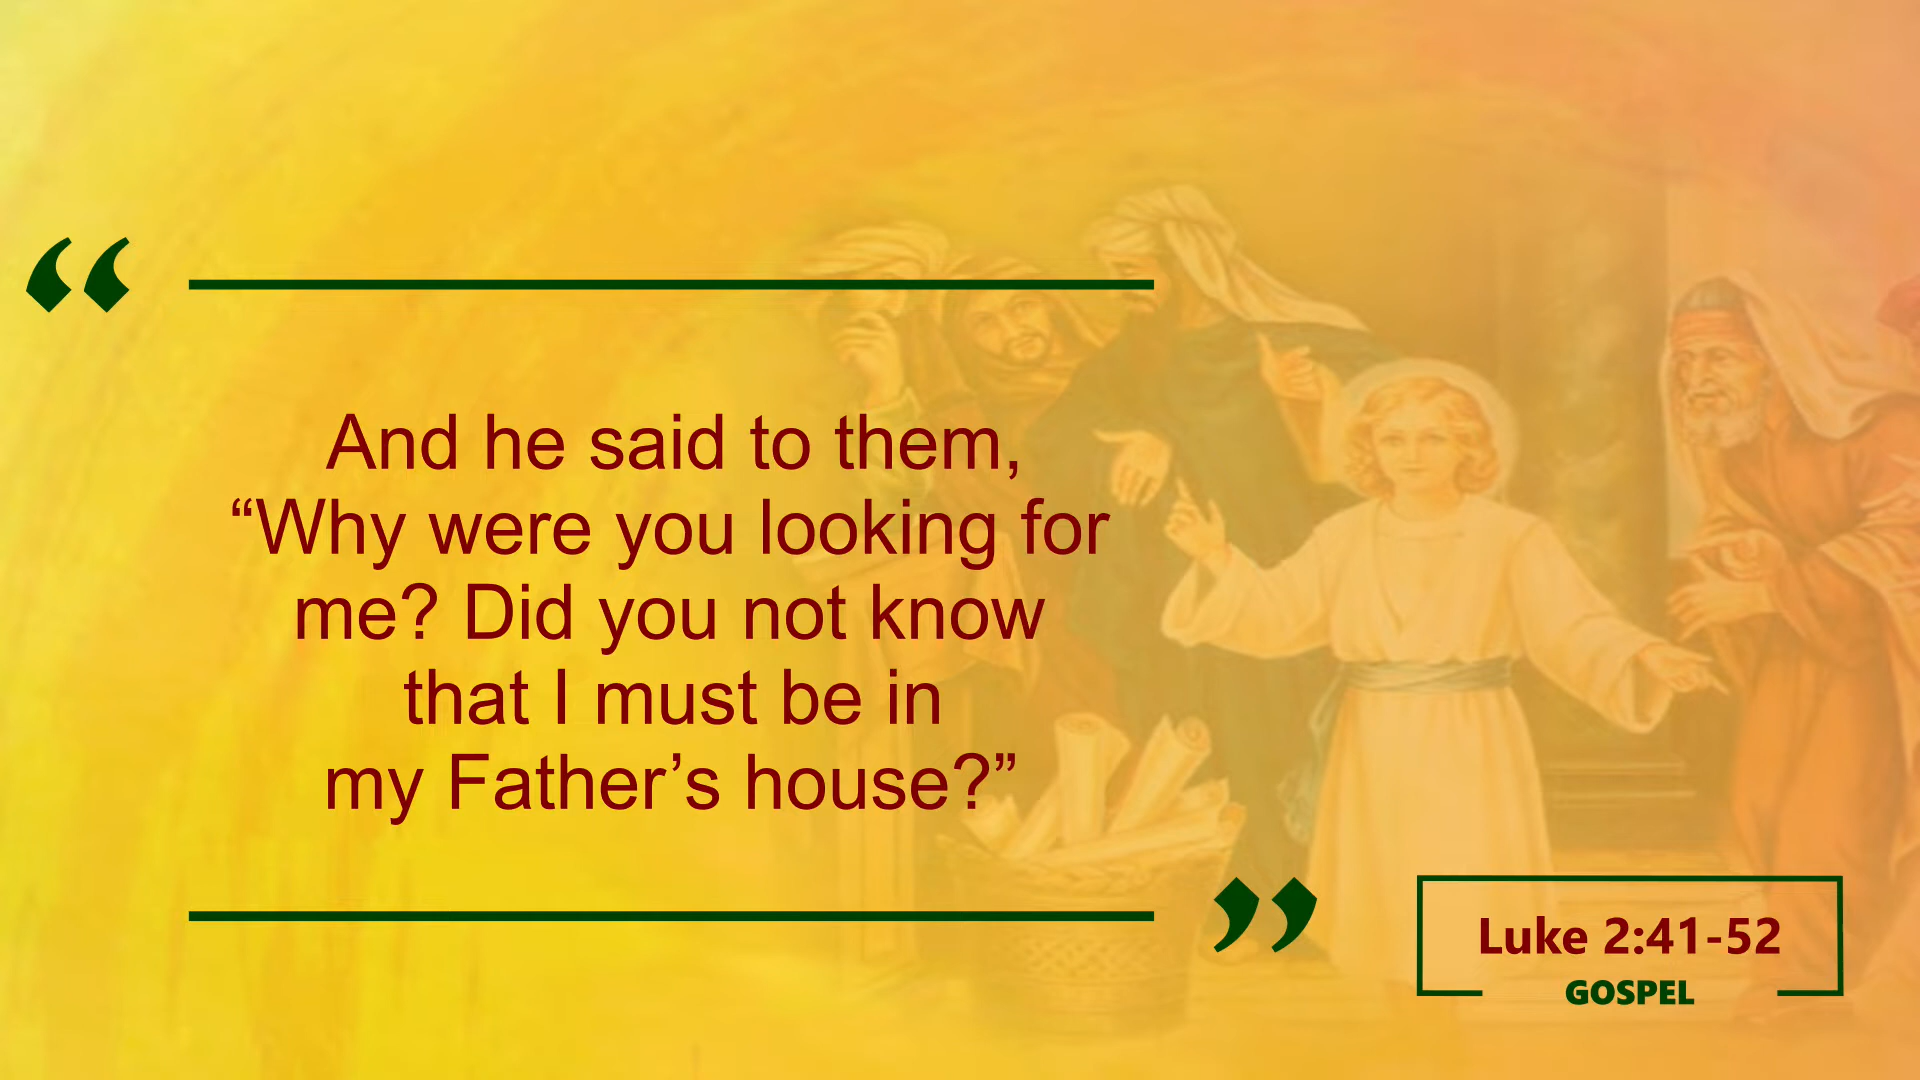 “
And he said to them,
“Why were you looking for
me? Did you not know
that I must be in
my Father’s house?”
”
Luke 2:41-52
GOSPEL